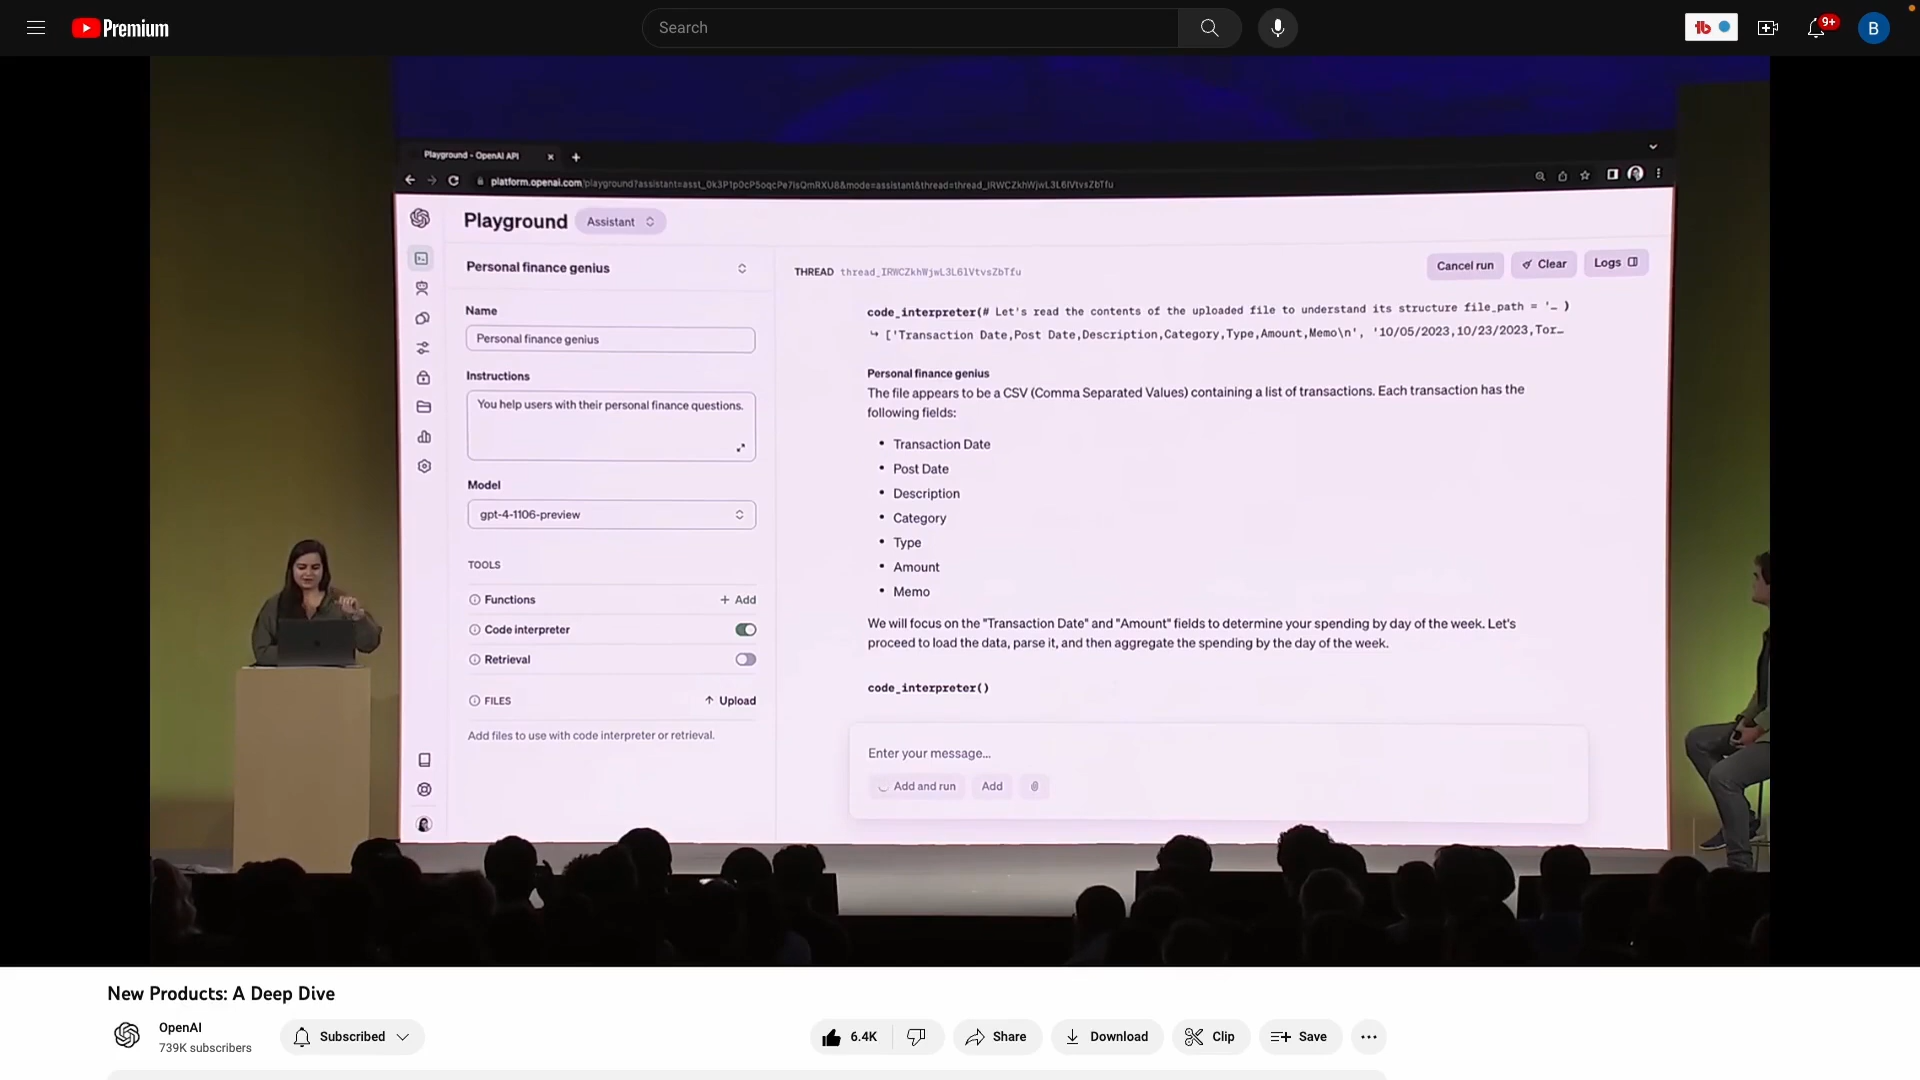 Premium
Search
9+
B
Playground - OpenAI API
platform.openai.com/playground?assistant=asst_0k3P1p0cP5oqcPe7IsQmRXU8&mode=assistant&thread=thread_IRWCZkhWjwL3L6lVtvsZbTfu
Playground
Assistant
Personal finance genius
Name
Personal finance genius
Instructions
You help users with their personal finance questions.
Model
gpt-4-1106-preview
TOOLS
Functions
+ Add
Code interpreter
Retrieval
FILES
Upload
Add files to use with code interpreter or retrieval.
THREAD thread_IRWCZkhWjwL3L6lVtvsZbTfu
Cancel run
Clear
Logs
code_interpreter(# Let's read the contents of the uploaded file to understand its structure file_path = '… )
['Transaction Date,Post Date,Description,Category,Type,Amount,Memo\n', '10/05/2023,10/23/2023,Tor…
Personal finance genius
The file appears to be a CSV (Comma Separated Values) containing a list of transactions. Each transaction has the
following fields:
• Transaction Date
• Post Date
• Description
• Category
• Type
• Amount
• Memo
We will focus on the "Transaction Date" and "Amount" fields to determine your spending by day of the week. Let's
proceed to load the data, parse it, and then aggregate the spending by the day of the week.
code_interpreter()
Enter your message...
Add and run
Add
New Products: A Deep Dive
OpenAI
739K subscribers
Subscribed
6.4K
Share
Download
Clip
Save